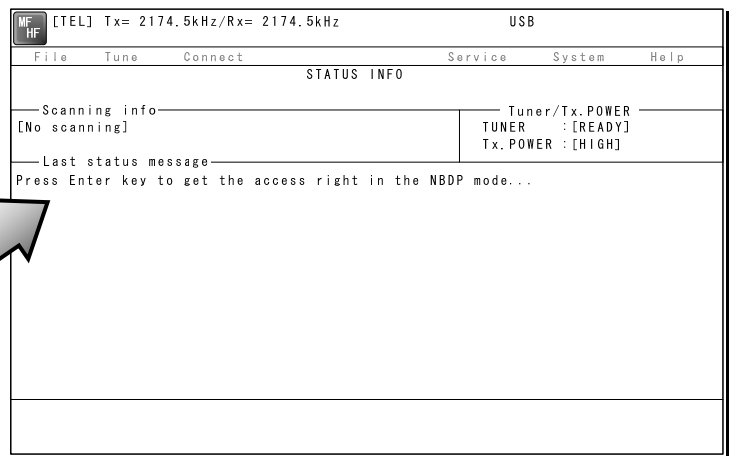 MF
HF
[TEL] Tx= 2174.5kHz/Rx= 2174.5kHz USB
File Tune Connect Service System Help
STATUS INFO
Scanning info
[No scanning]
Tuner/Tx.POWER
TUNER :[READY]
Tx.POWER :[HIGH]
Last status message
Press Enter key to get the access right in the NBDP mode...